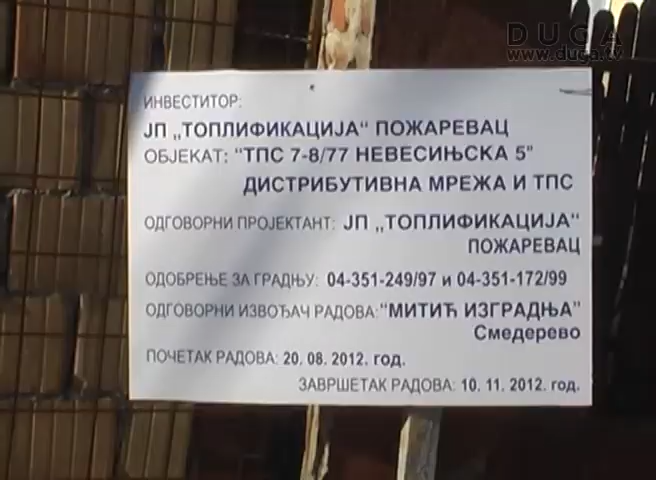 DUGA
www.duga.tv
ИНВЕСТИТОР:
ЈП „ТОПЛИФИКАЦИЈА“ ПОЖАРЕВАЦ
ОБЈЕКАТ: "ТПС 7-8/77 НЕВЕСИЊСКА 5"
ДИСТРИБУТИВНА МРЕЖА И ТПС
ОДГОВОРНИ ПРОЈЕКТАНТ: ЈП „ТОПЛИФИКАЦИЈА“
ПОЖАРЕВАЦ
ОДОБРЕЊЕ ЗА ГРАДЊУ: 04-351-249/97 и 04-351-172/99
ОДГОВОРНИ ИЗВОЂАЧ РАДОВА:"МИТИЋ ИЗГРАДЊА"
Смедерево
ПОЧЕТАК РАДОВА: 20. 08. 2012. год.
ЗАВРШЕТАК РАДОВА: 10. 11. 2012. год.